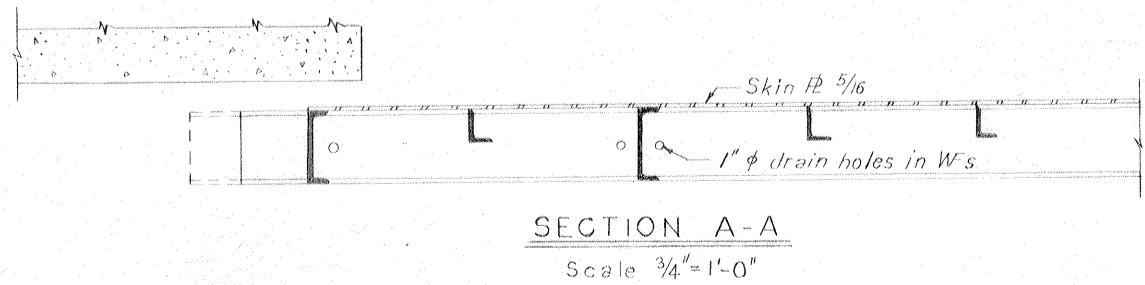 Skin ⅊ 5/16
1" φ drain holes in WFs
SECTION A-A
Scale 3/4"=1'-0"